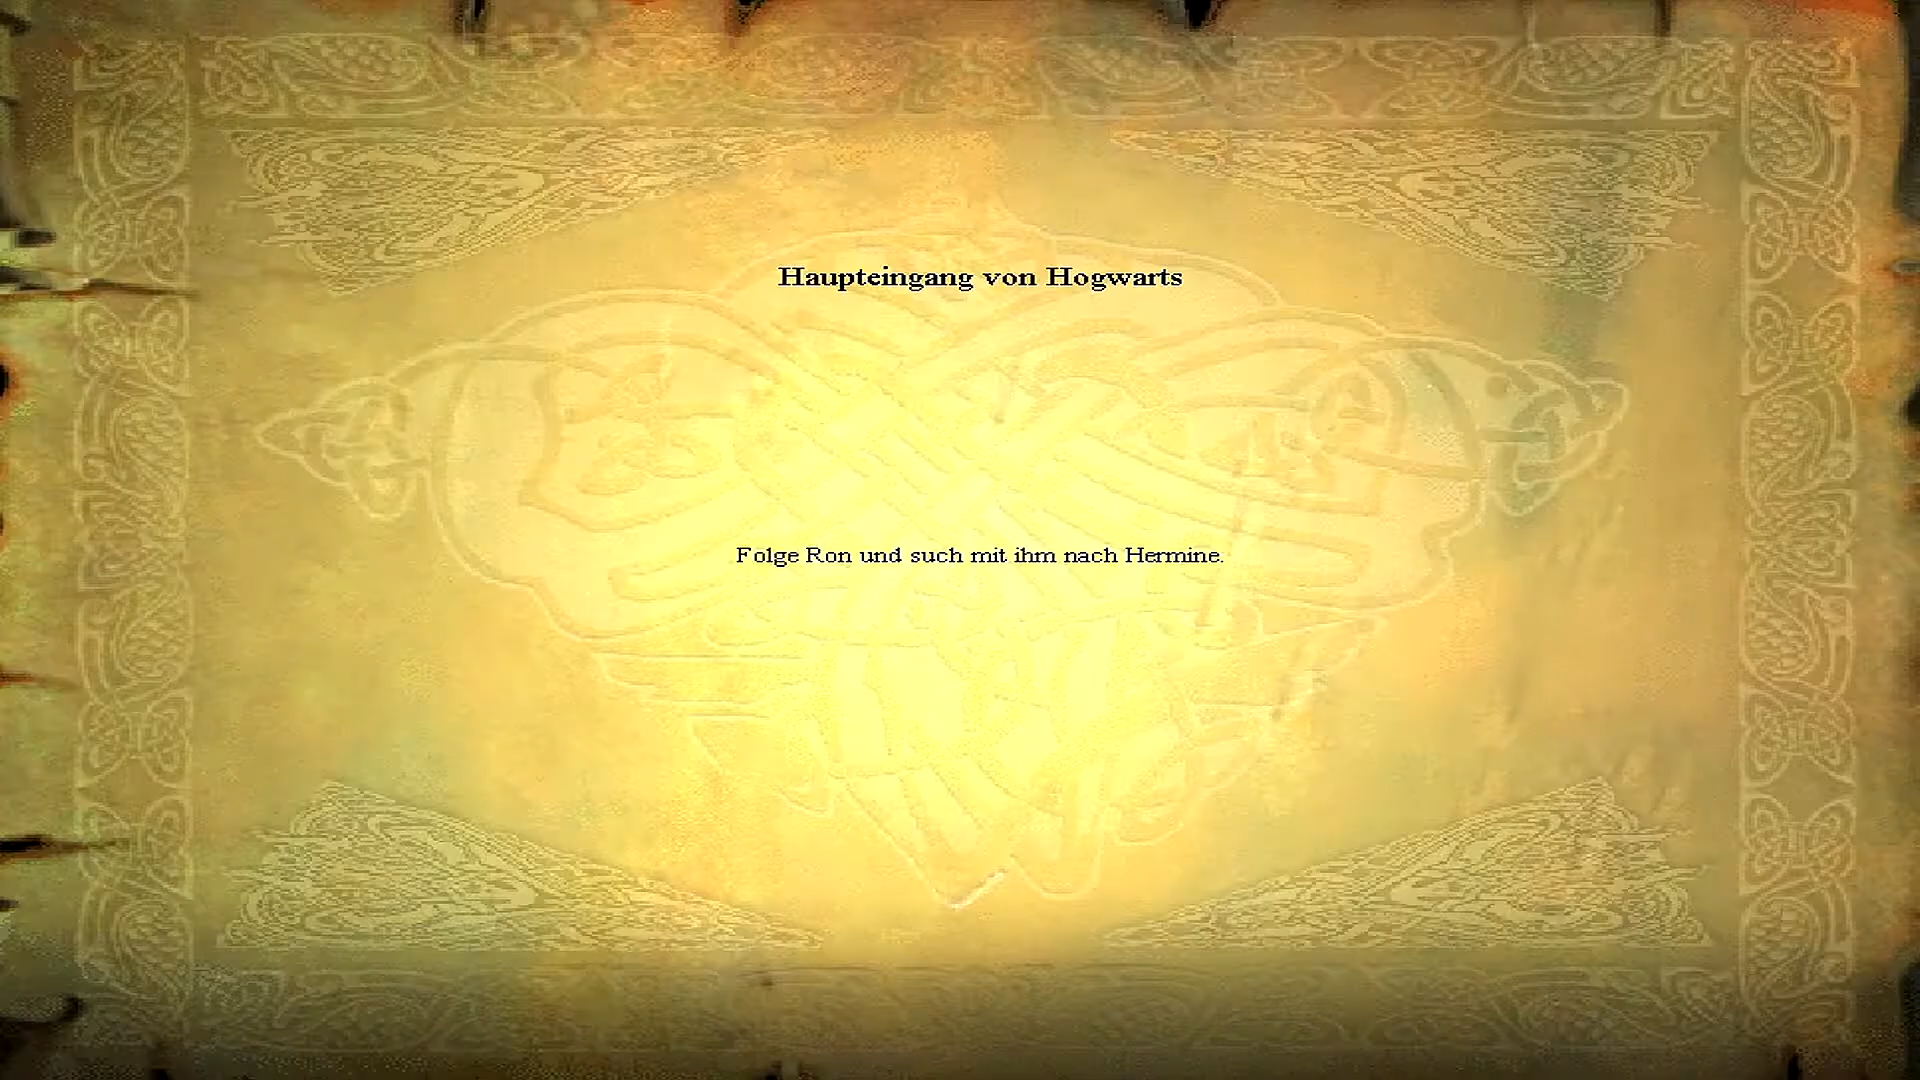 Haupteingang von Hogwarts
Folge Ron und such mit ihm nach Hermine.